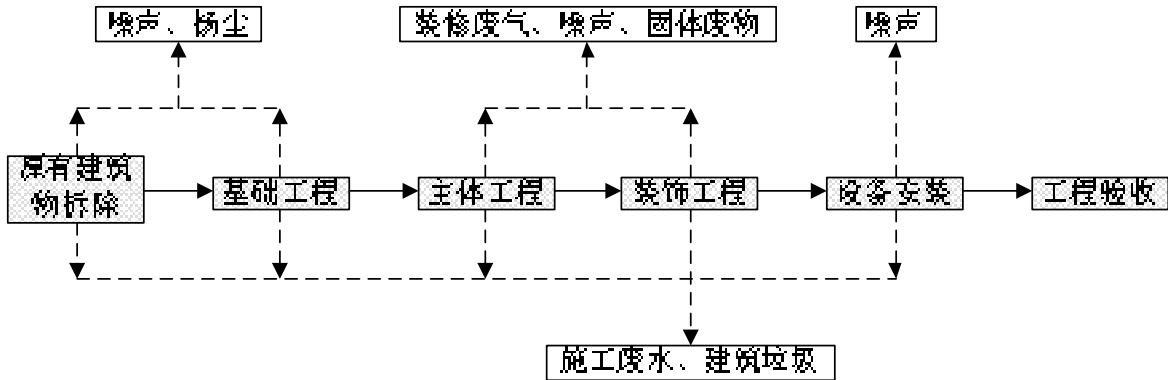 噪声、扬尘
装修废气、噪声、固体废物
噪声
原有建筑
物拆除
基础工程
主体工程
装饰工程
设备安装
工程验收
施工废水、建筑垃圾